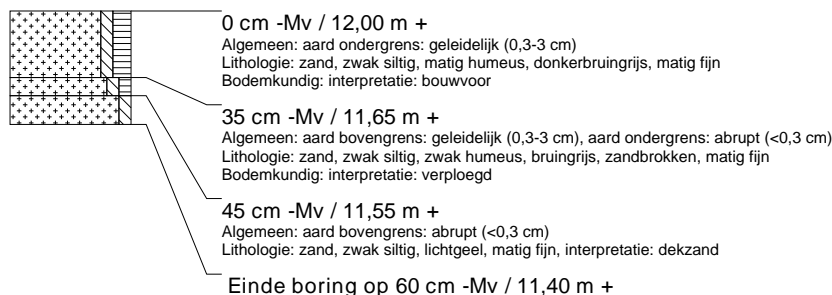 0 cm -Mv / 12,00 m +
Algemeen: aard ondergrens: geleidelijk (0,3-3 cm)
Lithologie: zand, zwak siltig, matig humeus, donkerbruingrijs, matig fijn
Bodemkundig: interpretatie: bouwvoor
35 cm -Mv / 11,65 m +
Algemeen: aard bovengrens: geleidelijk (0,3-3 cm), aard ondergrens: abrupt (<0,3 cm)
Lithologie: zand, zwak siltig, zwak humeus, bruingrijs, zandbrokken, matig fijn
Bodemkundig: interpretatie: verploegd
45 cm -Mv / 11,55 m +
Algemeen: aard bovengrens: abrupt (<0,3 cm)
Lithologie: zand, zwak siltig, lichtgeel, matig fijn, interpretatie: dekzand
Einde boring op 60 cm -Mv / 11,40 m +